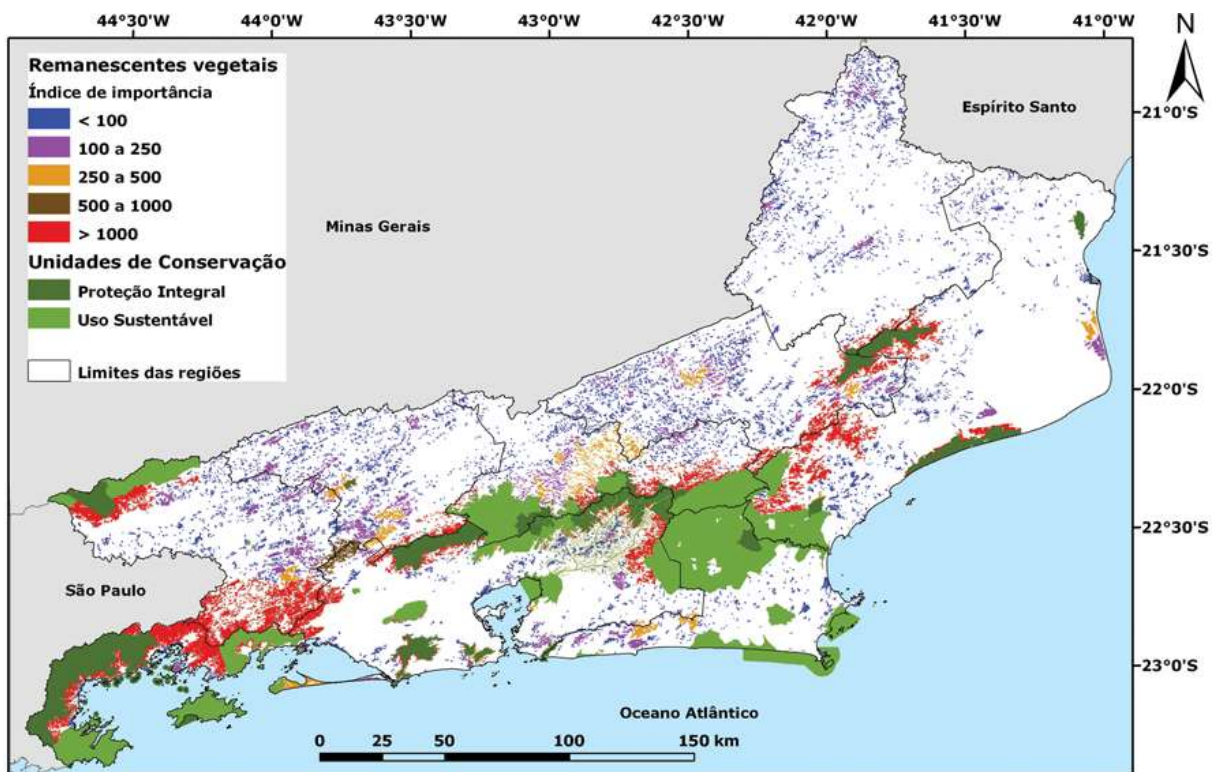 44°30'S 44°0'S 43°30'S 43°0'S 42°30'S 42°0'S 41°30'S 41°0'S
N
Remanescentes vegetais
Índice de importância
< 100
100 a 250
250 a 500
500 a 1000
> 1000
Unidades de Conservação
Proteção Integral
Uso Sustentável
Limites das regiões
Espírito Santo
Minas Gerais
São Paulo
Oceano Atlântico
21°0'S
21°30'S
22°0'S
22°30'S
23°0'S
0 25 50 100 150 km